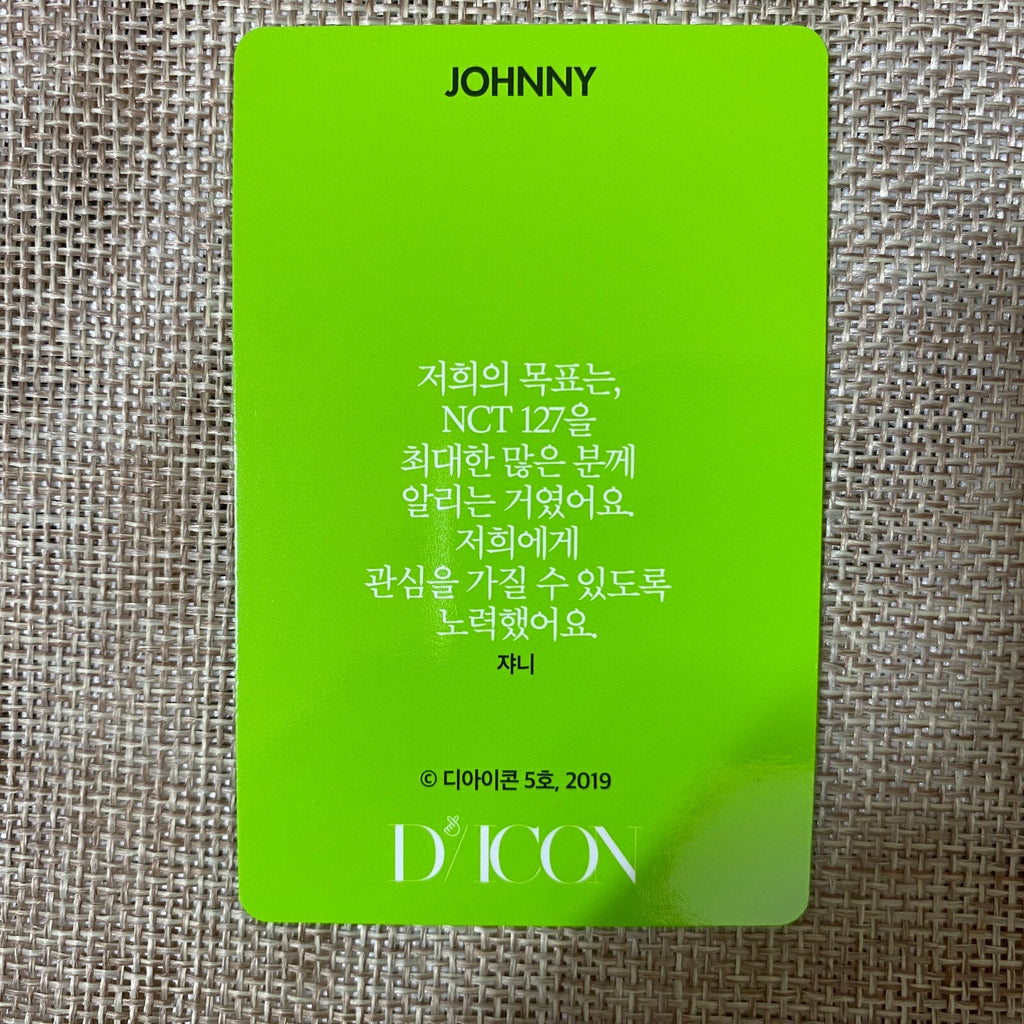 JOHNNY
저희의 목표는,
NCT 127을
최대한 많은 분께
알리는 거였어요.
저희에게
관심을 가질 수 있도록
노력했어요.
쟈니
© 디아이콘 5호, 2019
D/ICON